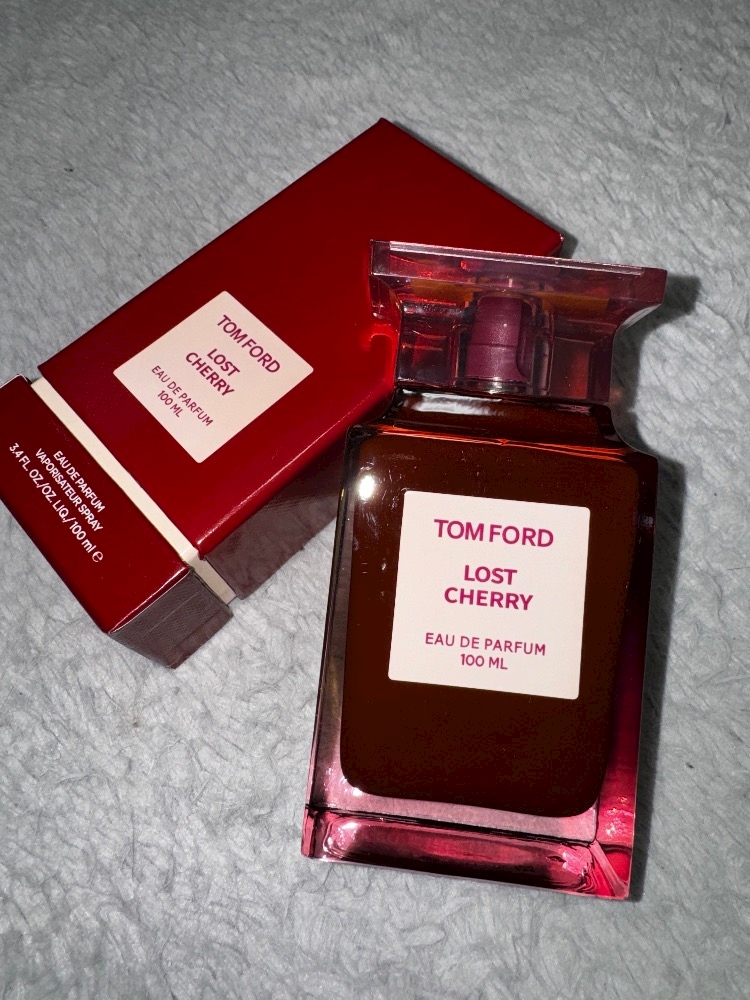 TOM FORD
LOST
CHERRY
EAU DE PARFUM
100 ML
EAU DE PARFUM
VAPORISATEUR SPRAY
3.4 FL. OZ/OZ. LIQ/ 100 ml ℮
TOM FORD
LOST
CHERRY
EAU DE PARFUM
100 ML